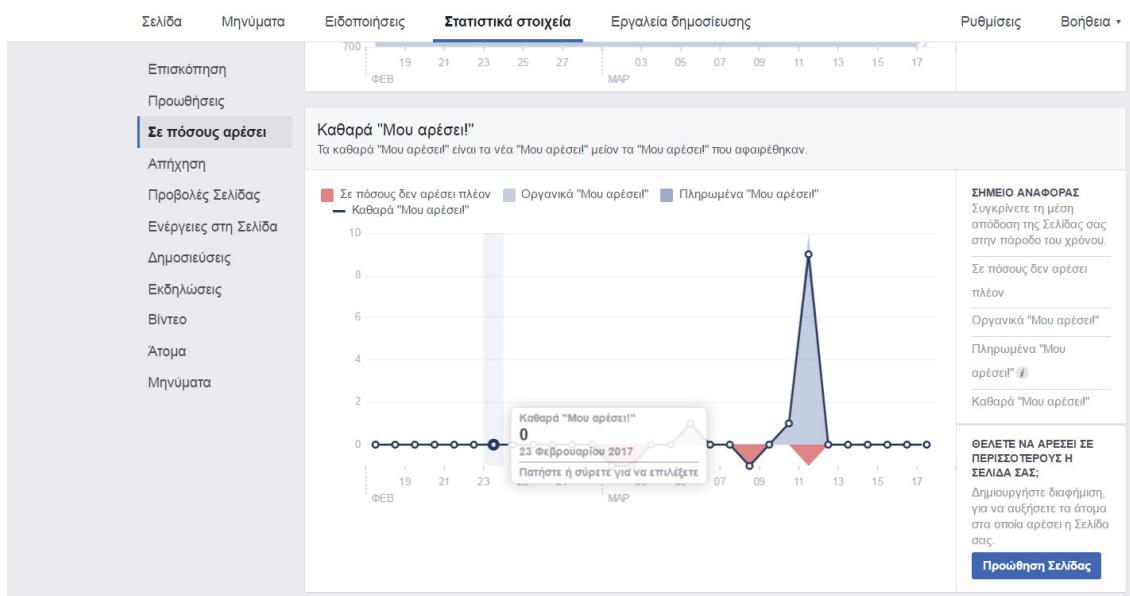 Σελίδα Μηνύματα Ειδοποιήσεις Στατιστικά στοιχεία Εργαλεία δημοσίευσης Ρυθμίσεις Βοήθεια
Επισκόπηση
Προωθήσεις
Σε πόσους αρέσει
Απήχηση
Προβολές Σελίδας
Ενέργειες στη Σελίδα
Δημοσιεύσεις
Εκδηλώσεις
Βίντεο
Άτομα
Μηνύματα
700
19 21 23 25 27 03 05 07 09 11 13 15 17
ΦΕΒ ΜΑΡ
Καθαρά "Μου αρέσει!"
Τα καθαρά "Μου αρέσει!" είναι τα νέα "Μου αρέσει!" μείον τα "Μου αρέσει!" που αφαιρέθηκαν.
Σε πόσους δεν αρέσει πλέον Οργανικά "Μου αρέσει!" Πληρωμένα "Μου αρέσει!"
Καθαρά "Μου αρέσει!"
10
8
6
4
2
0
Καθαρά "Μου αρέσει!"
0
23 Φεβρουαρίου 2017
Πατήστε ή σύρετε για να επιλέξετε
19 21 23 07 09 11 13 15 17
ΦΕΒ ΜΑΡ
ΣΗΜΕΙΟ ΑΝΑΦΟΡΑΣ
Συγκρίνετε τη μέση
απόδοση της Σελίδας σας
στην πάροδο του χρόνου.
Σε πόσους δεν αρέσει
πλέον
Οργανικά "Μου αρέσει!"
Πληρωμένα "Μου
αρέσει!" i
Καθαρά "Μου αρέσει!"
ΘΕΛΕΤΕ ΝΑ ΑΡΕΣΕΙ ΣΕ
ΠΕΡΙΣΣΟΤΕΡΟΥΣ Η
ΣΕΛΙΔΑ ΣΑΣ;
Δημιουργήστε διαφήμιση,
για να αυξήσετε τα άτομα
στα οποία αρέσει η Σελίδα
σας.
Προώθηση Σελίδας